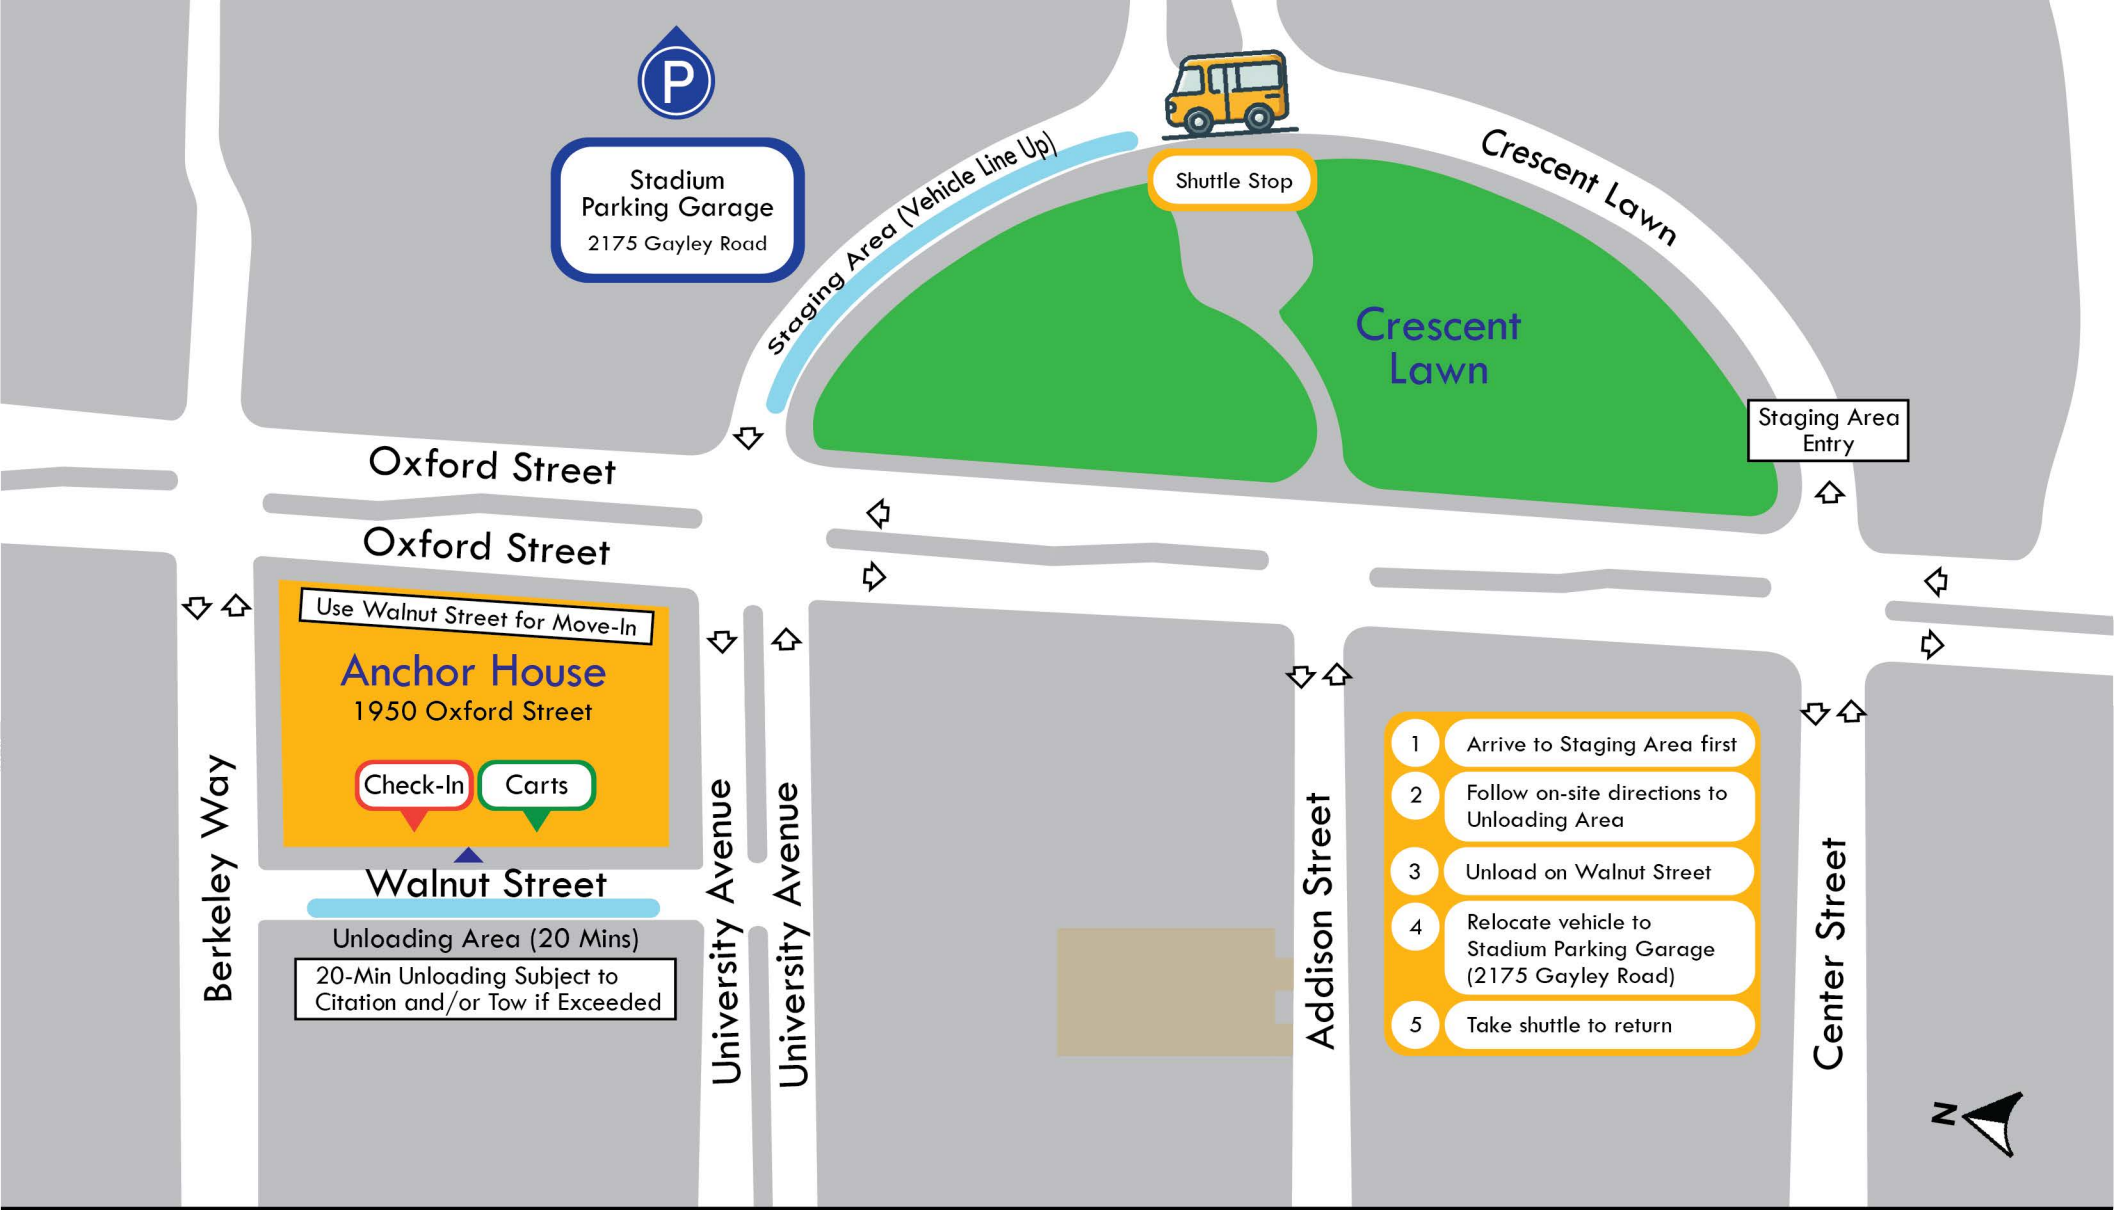 P
Stadium
Parking Garage
2175 Gayley Road
Staging Area (Vehicle Line Up)
Shuttle Stop
Crescent Lawn
Crescent
Lawn
Staging Area
Entry
Oxford Street
Oxford Street
Use Walnut Street for Move-In
Anchor House
1950 Oxford Street
Check-In
Carts
Walnut Street
Unloading Area (20 Mins)
20-Min Unloading Subject to
Citation and/or Tow if Exceeded
Berkeley Way
University Avenue
University Avenue
Addison Street
Center Street
1 Arrive to Staging Area first
2 Follow on-site directions to
Unloading Area
3 Unload on Walnut Street
4 Relocate vehicle to
Stadium Parking Garage
(2175 Gayley Road)
5 Take shuttle to return
N